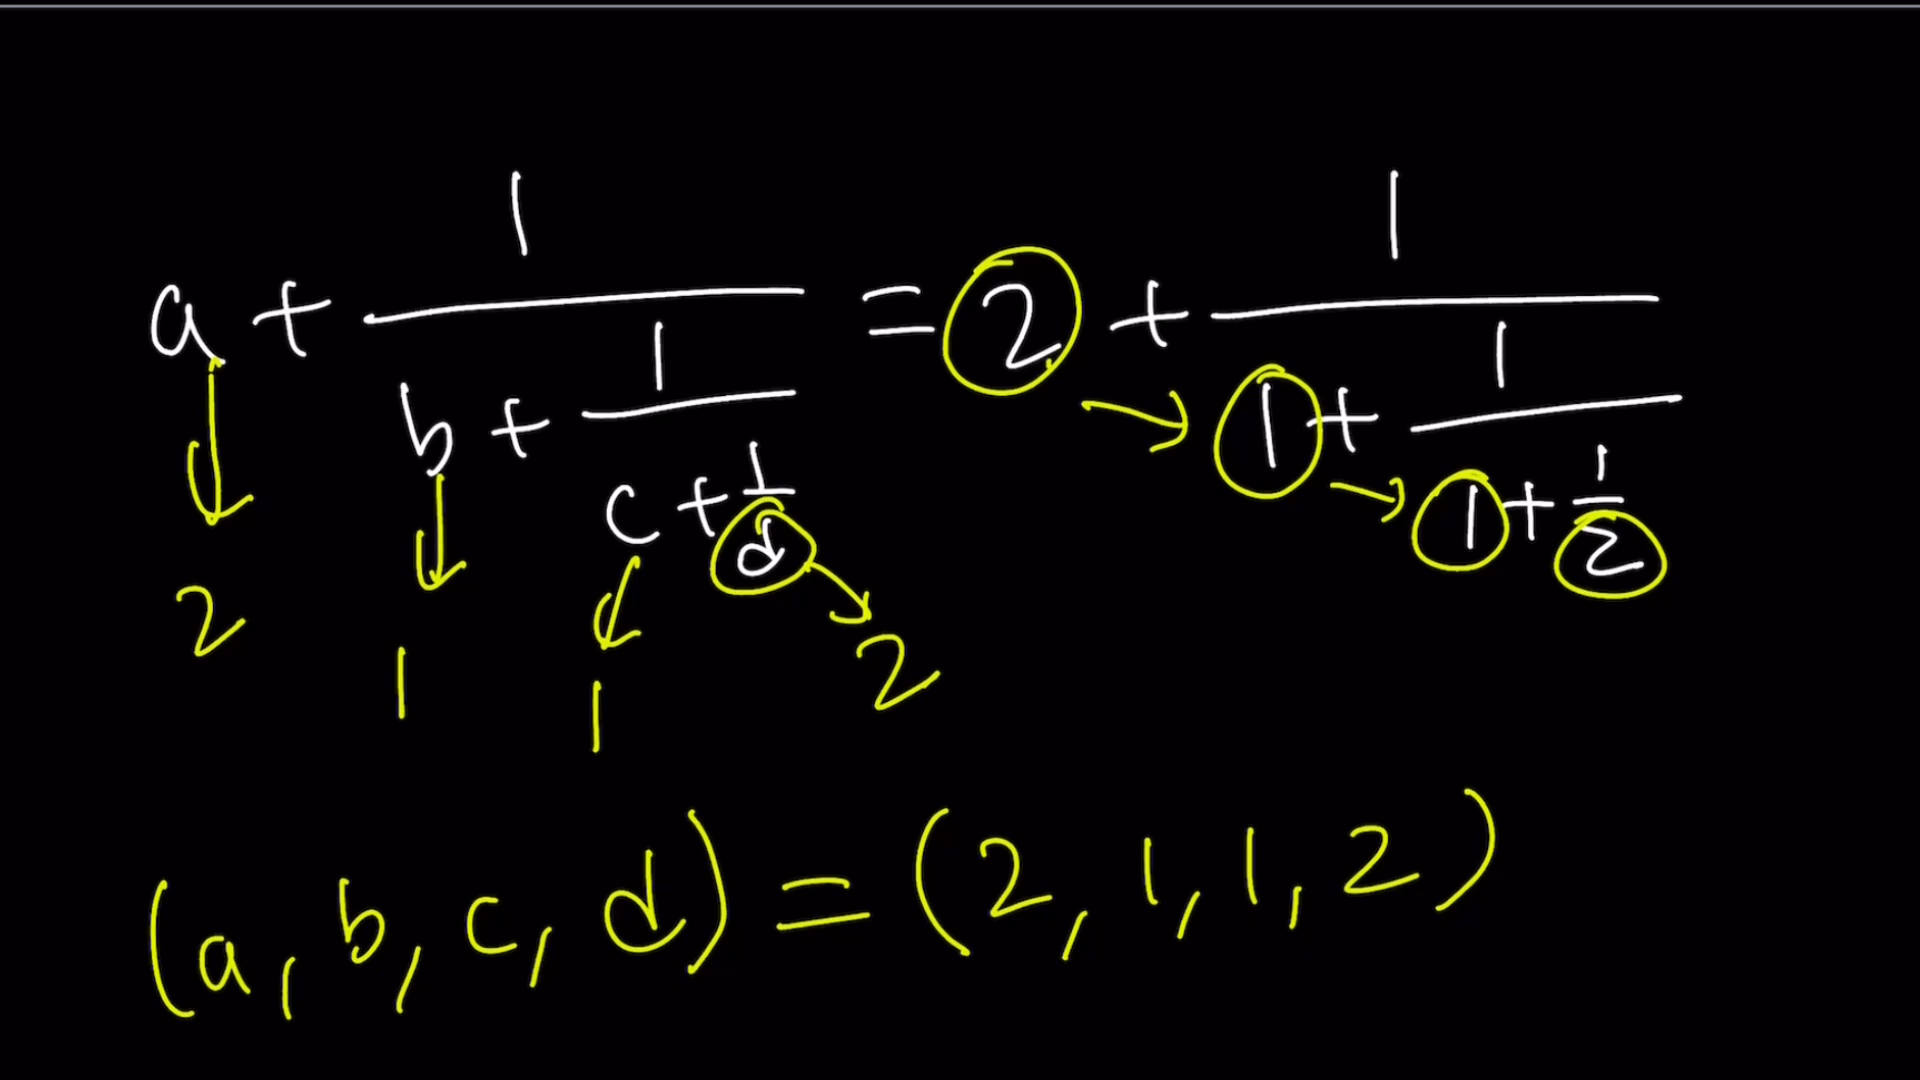 a + 1/(b + 1/(c + 1/d)) = 2 + 1/(1 + 1/(1 + 1/2))
2 1 1 2
(a, b, c, d) = (2, 1, 1, 2)